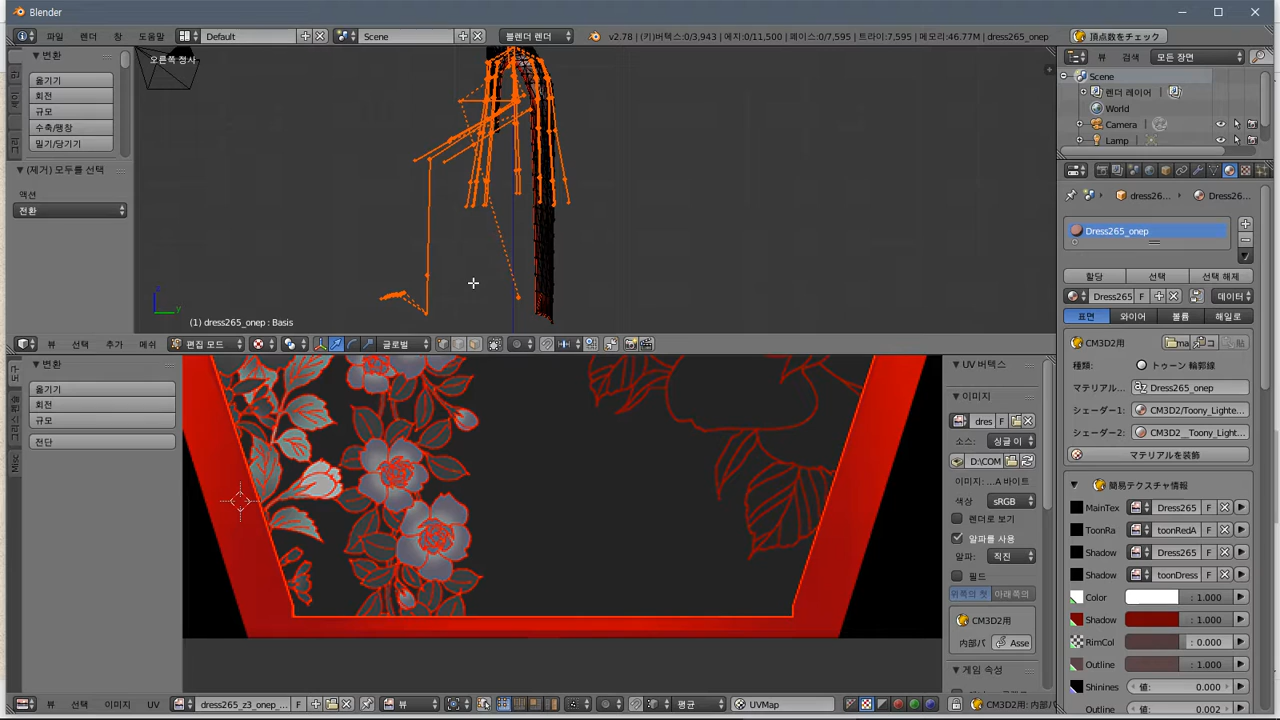 Blender
파일 렌더 창 도움말 Default Scene 블렌더 렌더 v2.78 | (키)버텍스:0/3,943 | 에지:0/11,500 | 페이스:0/7,595 | 트라이:7,595 | 메모리:46.77M | dress265_onep 頂点数をチェック
변환
옮기기
회전
규모
수축/팽창
밀기/당기기
(제거) 모두를 선택
액션
전환
오른쪽 정사
(1) dress265_onep : Basis
뷰 선택 추가 메쉬 편집 모드 글로벌
변환
옮기기
회전
규모
전단
Misc
UV 버텍스
이미지
dres F
소스: 싱글 이
D:\COM
이미지: ...A 바이트
색상 sRGB
렌더로 보기
알파를 사용
알파: 직진
필드
위쪽의 첫 아래쪽의
CM3D2用
内部パ Asse
게임 속성
뷰 선택 이미지 UV dress265_z3_onep_... F 뷰 평균 UVMap CM3D2用: 内部パ
뷰 검색 모든 장면
Scene
렌더 레이어
World
Camera
Lamp
dress26... Dress26...
Dress265_onep
할당 선택 선택 해제
Dress265 F 데이터
표면 와이어 볼륨 헤일로
CM3D2用 ma コ 貼
種類: トゥーン 輪郭線
マテリアル... Dress265_onep
シェーダー1: CM3D2/Toony_Lighte...
シェーダー2: CM3D2__Toony_Light...
マテリアルを装飾
簡易テクスチャ情報
MainTex Dress265 F
ToonRa toonRedA F
Shadow Dress265 F
Shadow toonDress F
Color : 1.000
Shadow : 1.000
RimCol : 0.000
Outline : 1.000
Shinines 値: 0.000
Outline 値: 0.002